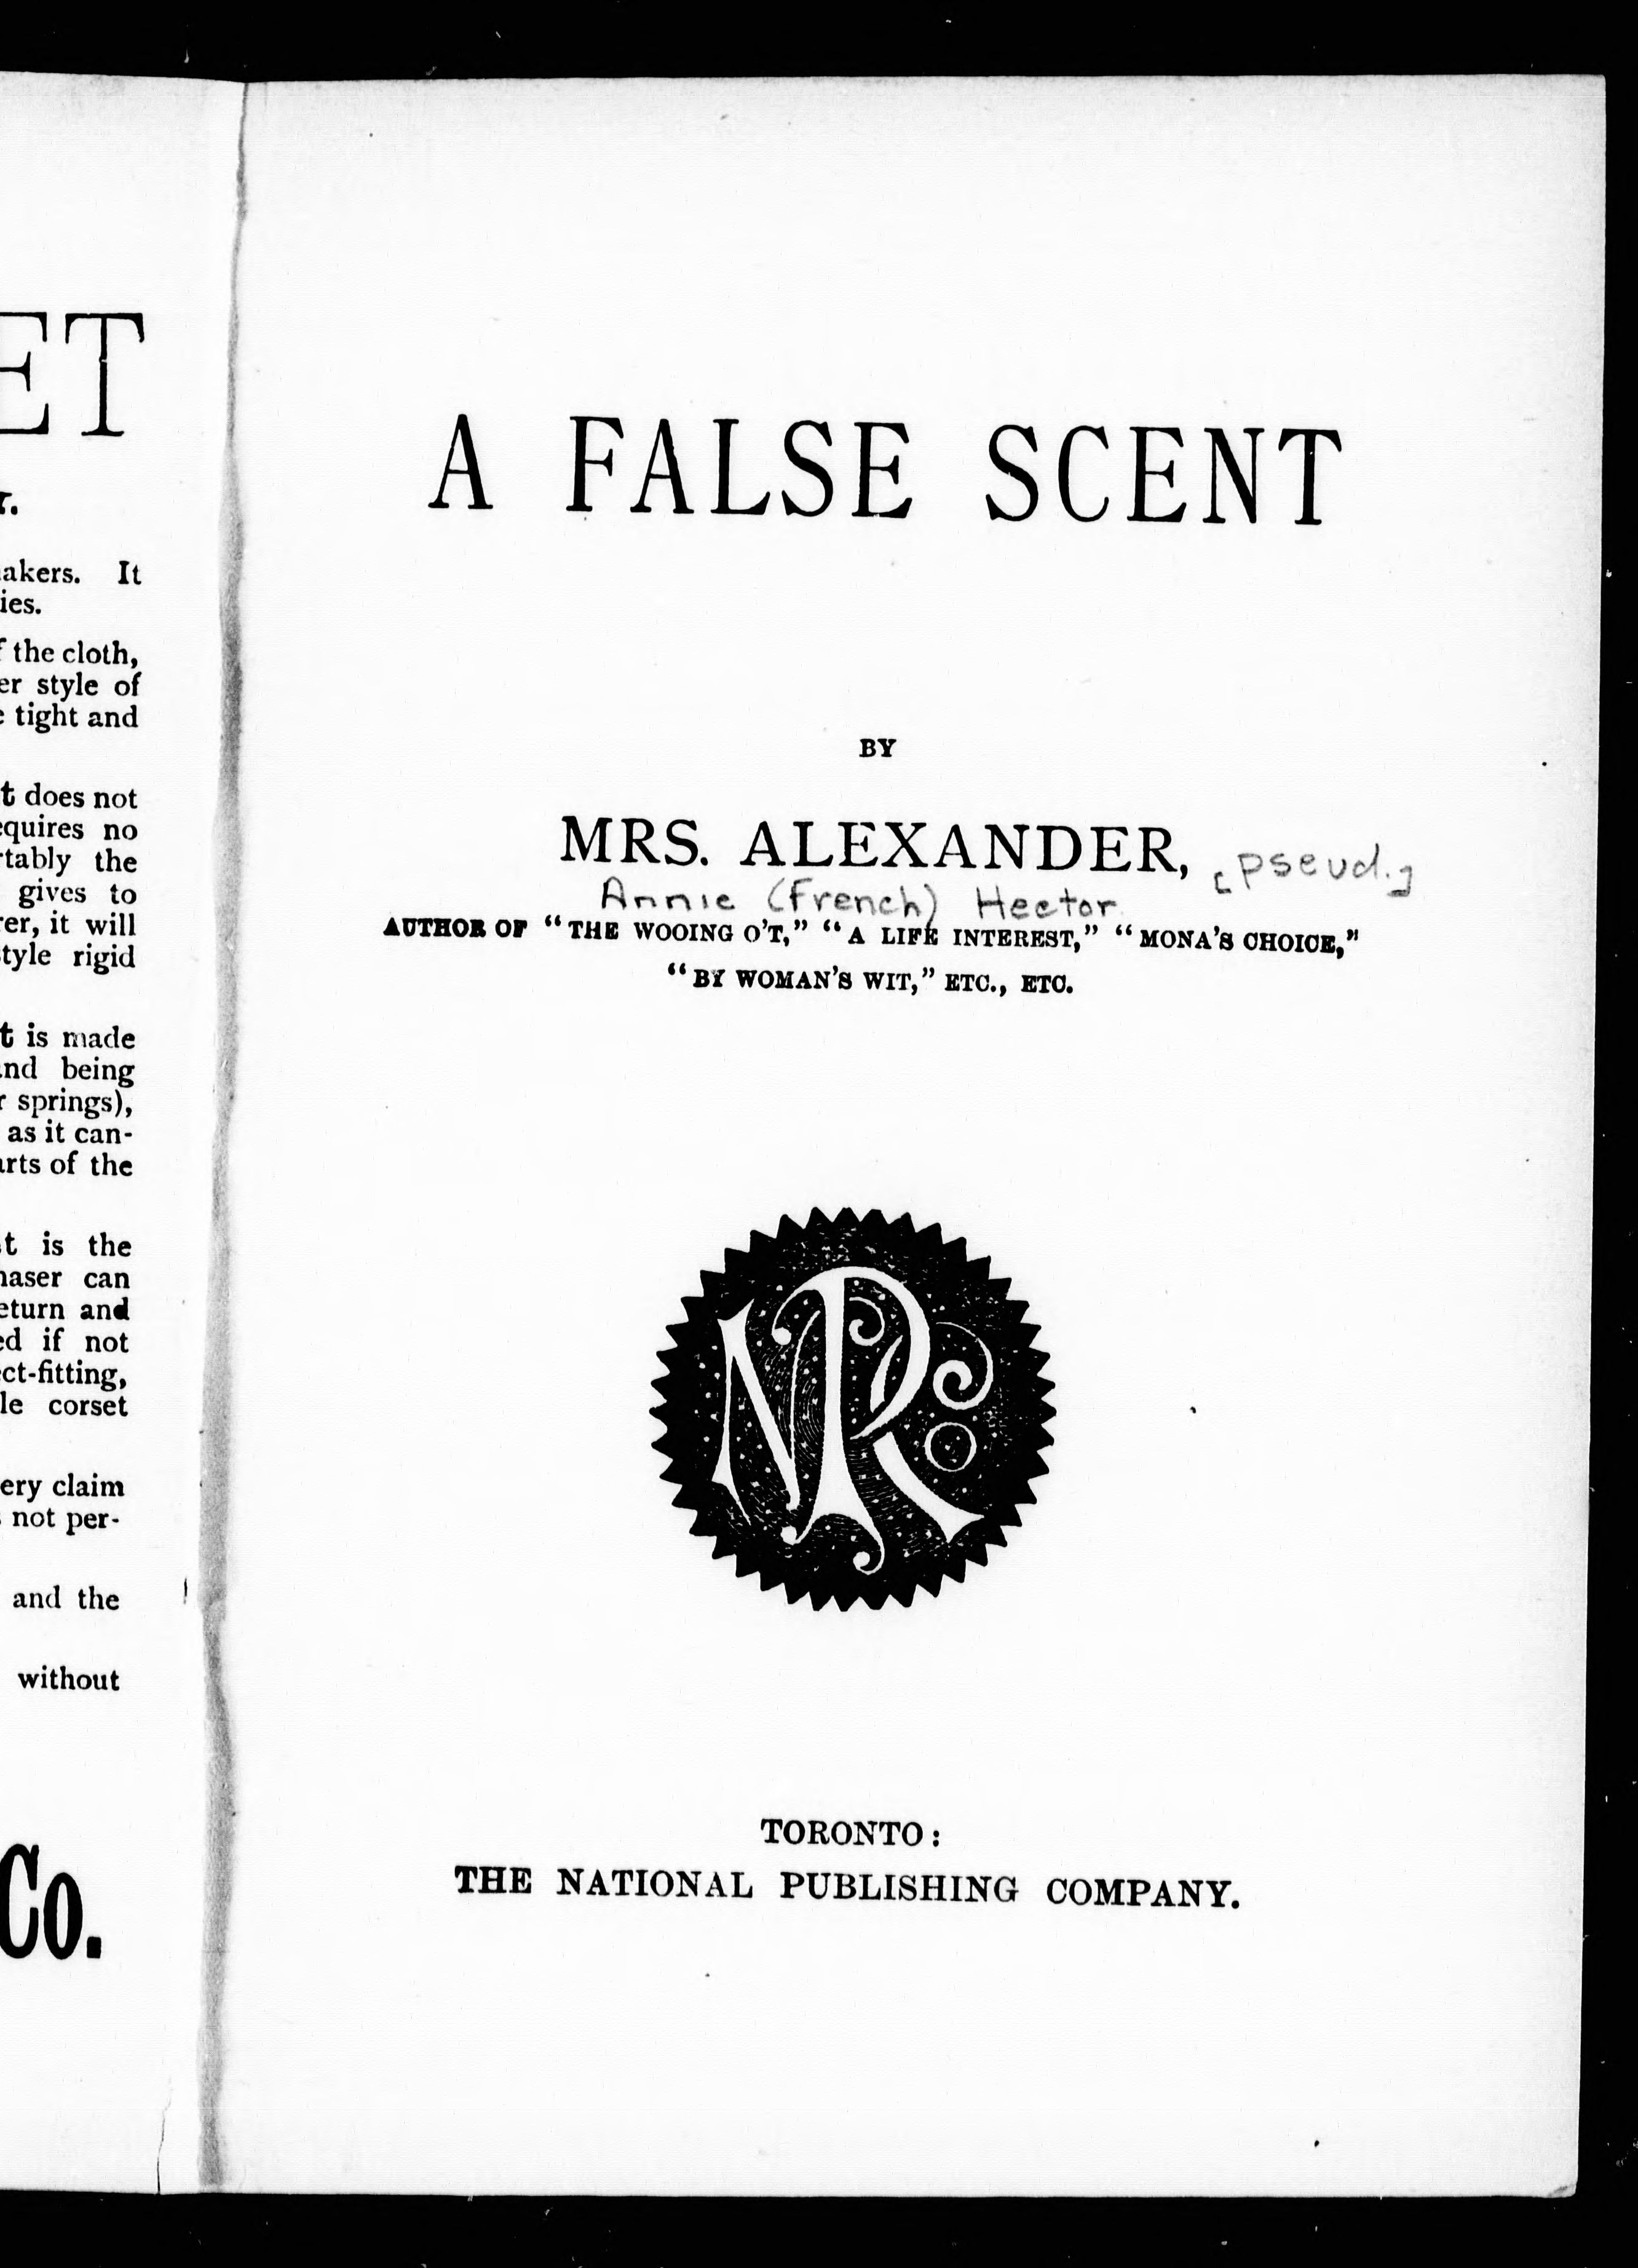 ET
akers. It
ies.
the cloth,
er style of
tight and
does not
equires no
tably the
gives to
er, it will
tyle rigid
is made
and being
springs),
as it can-
arts of the
is the
haser can
eturn and
ed if not
ct-fitting,
le corset
ery claim
not per-
and the
without
Co.
A FALSE SCENT
BY
MRS. ALEXANDER, [pseud.]
Annie (French) Hector
AUTHOR OF "THE WOOING O'T," "A LIFE INTEREST," "MONA'S CHOICE,"
"BY WOMAN'S WIT," ETC., ETC.
TORONTO:
THE NATIONAL PUBLISHING COMPANY.